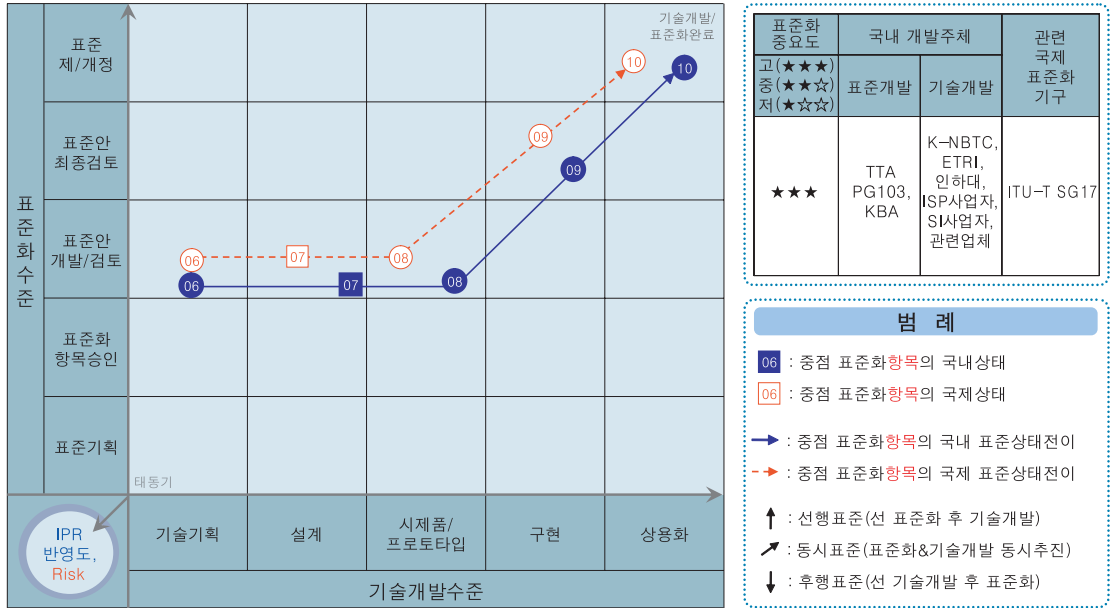 표준화수준
표준
제/개정
표준안
최종검토
표준안
개발/검토
표준화
항목승인
표준기획
기술개발/
표준화완료
10
10
09
09
06
07
08
06
07
08
태동기
IPR
반영도,
Risk
기술기획
설계
시제품/
프로토타입
구현
상용화
기술개발수준
표준화
중요도
국내 개발주체
관련
국제
표준화
기구
고(★★★)
중(★★☆)
저(★☆☆)
표준개발
기술개발
★★★
TTA
PG103,
KBA
K-NBTC,
ETRI,
인하대,
ISP사업자,
SI사업자,
관련업체
ITU-T SG17
범 례
06 : 중점 표준화항목의 국내상태
06 : 중점 표준화항목의 국제상태
: 중점 표준화항목의 국내 표준상태전이
: 중점 표준화항목의 국제 표준상태전이
: 선행표준(선 표준화 후 기술개발)
: 동시표준(표준화&기술개발 동시추진)
: 후행표준(선 기술개발 후 표준화)